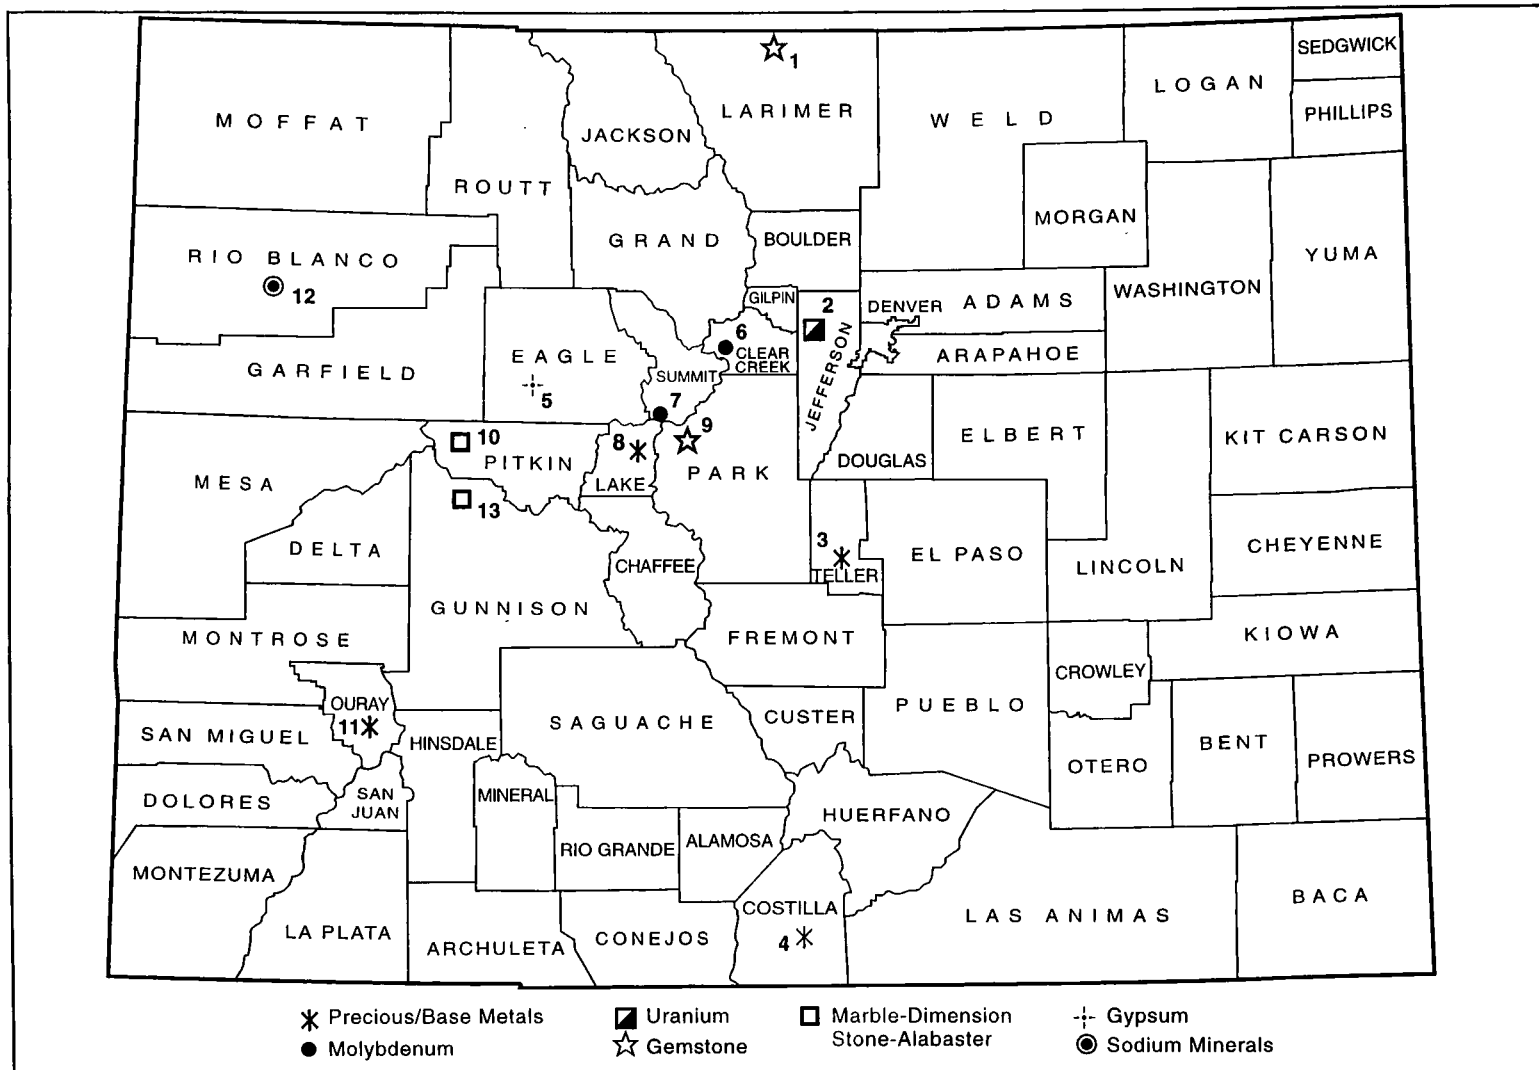 SEDGWICK
1
LOGAN
LARIMER
WELD
PHILLIPS
MOFFAT
JACKSON
ROUTT
MORGAN
GRAND
BOULDER
YUMA
RIO BLANCO
12
GILPIN
2
DENVER
ADAMS
WASHINGTON
6
CLEAR
CREEK
EAGLE
ARAPAHOE
GARFIELD
SUMMIT
JEFFERSON
5
7
9
10
8
PITKIN
PARK
ELBERT
KIT CARSON
DOUGLAS
MESA
LAKE
13
3
DELTA
CHAFFEE
TELLER
EL PASO
LINCOLN
CHEYENNE
GUNNISON
MONTROSE
FREMONT
KIOWA
CROWLEY
OURAY
11
SAN MIGUEL
HINSDALE
SAGUACHE
CUSTER
PUEBLO
BENT
PROWERS
OTERO
DOLORES
SAN
JUAN
MINERAL
HUERFANO
RIO GRANDE
ALAMOSA
MONTEZUMA
BACA
COSTILLA
LAS ANIMAS
LA PLATA
ARCHULETA
CONEJOS
4
Precious/Base Metals
Uranium
Marble-Dimension
Stone-Alabaster
Gypsum
Molybdenum
Gemstone
Sodium Minerals